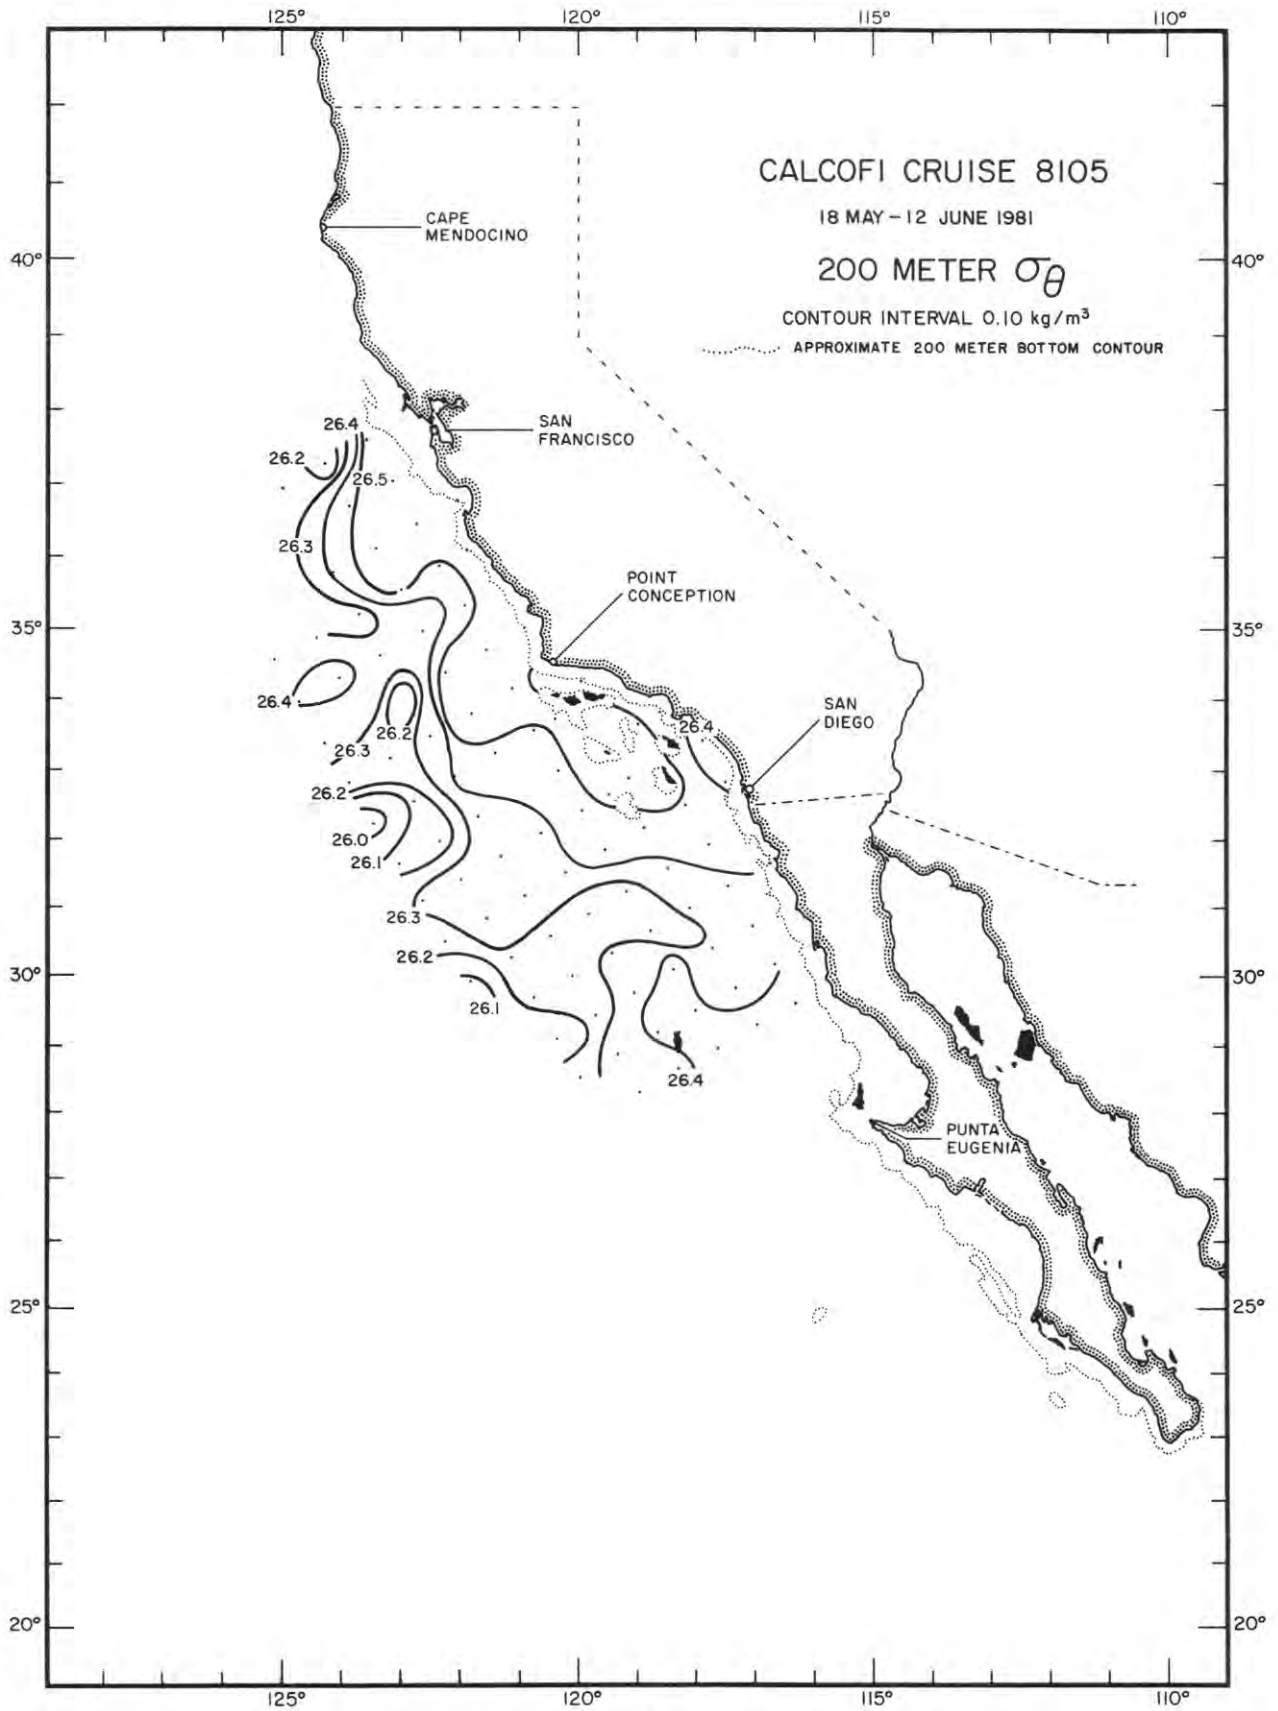 125°
120°
115°
110°
CALCOFI CRUISE 8105
18 MAY – 12 JUNE 1981
200 METER σθ
CONTOUR INTERVAL 0.10 kg/m³
APPROXIMATE 200 METER BOTTOM CONTOUR
CAPE
MENDOCINO
40°
40°
SAN
FRANCISCO
26.4
26.2
26.5
26.3
POINT
CONCEPTION
35°
35°
SAN
DIEGO
26.4
26.4
26.2
26.3
26.2
26.0
26.1
26.3
26.2
30°
30°
26.1
26.4
PUNTA
EUGENIA
25°
25°
20°
20°
125°
120°
115°
110°